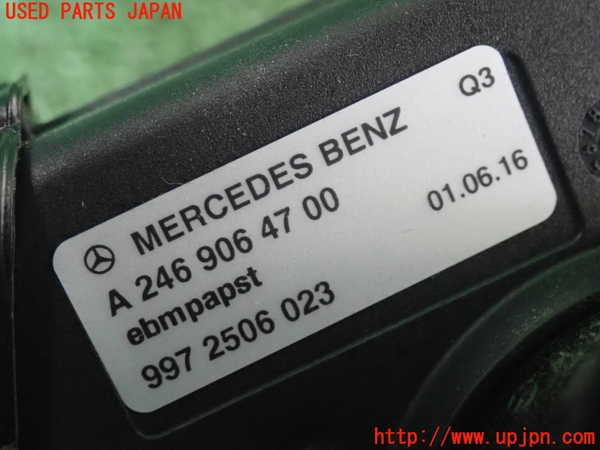 USED PARTS JAPAN
Q3
MERCEDES BENZ
01.06.16
A 246 906 47 00
ebmpapst
997 2506 023
http://www.upjpn.com/